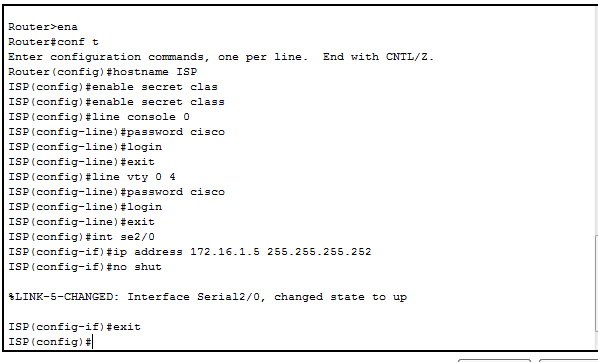 Router>ena
Router#conf t
Enter configuration commands, one per line.  End with CNTL/Z.
Router(config)#hostname ISP
ISP(config)#enable secret clas
ISP(config)#enable secret class
ISP(config)#line console 0
ISP(config-line)#password cisco
ISP(config-line)#login
ISP(config-line)#exit
ISP(config)#line vty 0 4
ISP(config-line)#password cisco
ISP(config-line)#login
ISP(config-line)#exit
ISP(config)#int se2/0
ISP(config-if)#ip address 172.16.1.5 255.255.255.252
ISP(config-if)#no shut
%LINK-5-CHANGED: Interface Serial2/0, changed state to up
ISP(config-if)#exit
ISP(config)#